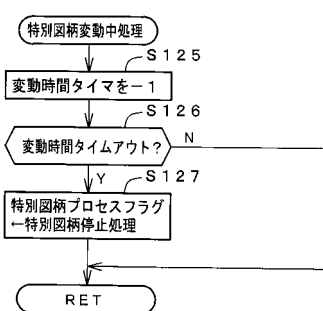 特別図柄変動中処理
S125
変動時間タイマを－1
S126
変動時間タイムアウト?
N
Y
S127
特別図柄プロセスフラグ
←特別図柄停止処理
RET